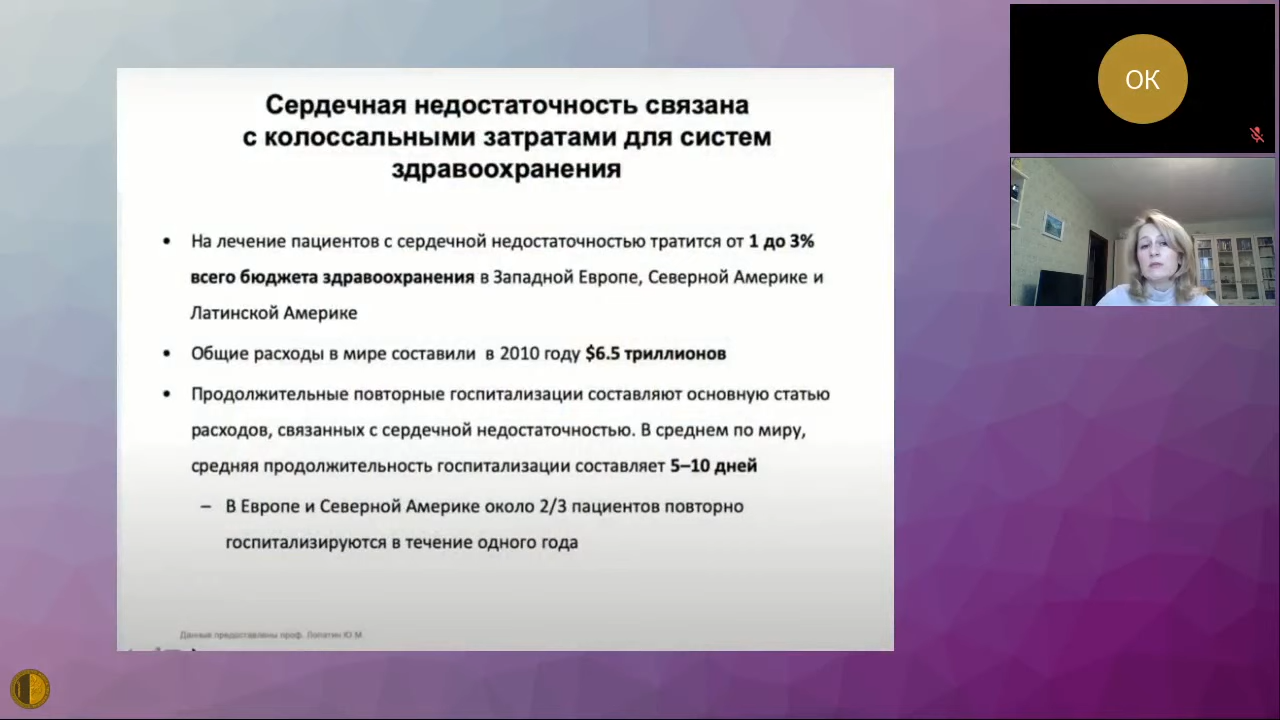 Сердечная недостаточность связана
с колоссальными затратами для систем
здравоохранения
• На лечение пациентов с сердечной недостаточностью тратится от 1 до 3%
всего бюджета здравоохранения в Западной Европе, Северной Америке и
Латинской Америке
• Общие расходы в мире составили в 2010 году $6.5 триллионов
• Продолжительные повторные госпитализации составляют основную статью
расходов, связанных с сердечной недостаточностью. В среднем по миру,
средняя продолжительность госпитализации составляет 5–10 дней
– В Европе и Северной Америке около 2/3 пациентов повторно
госпитализируются в течение одного года
Данные предоставлены проф. Лопатин Ю.М.
ОК